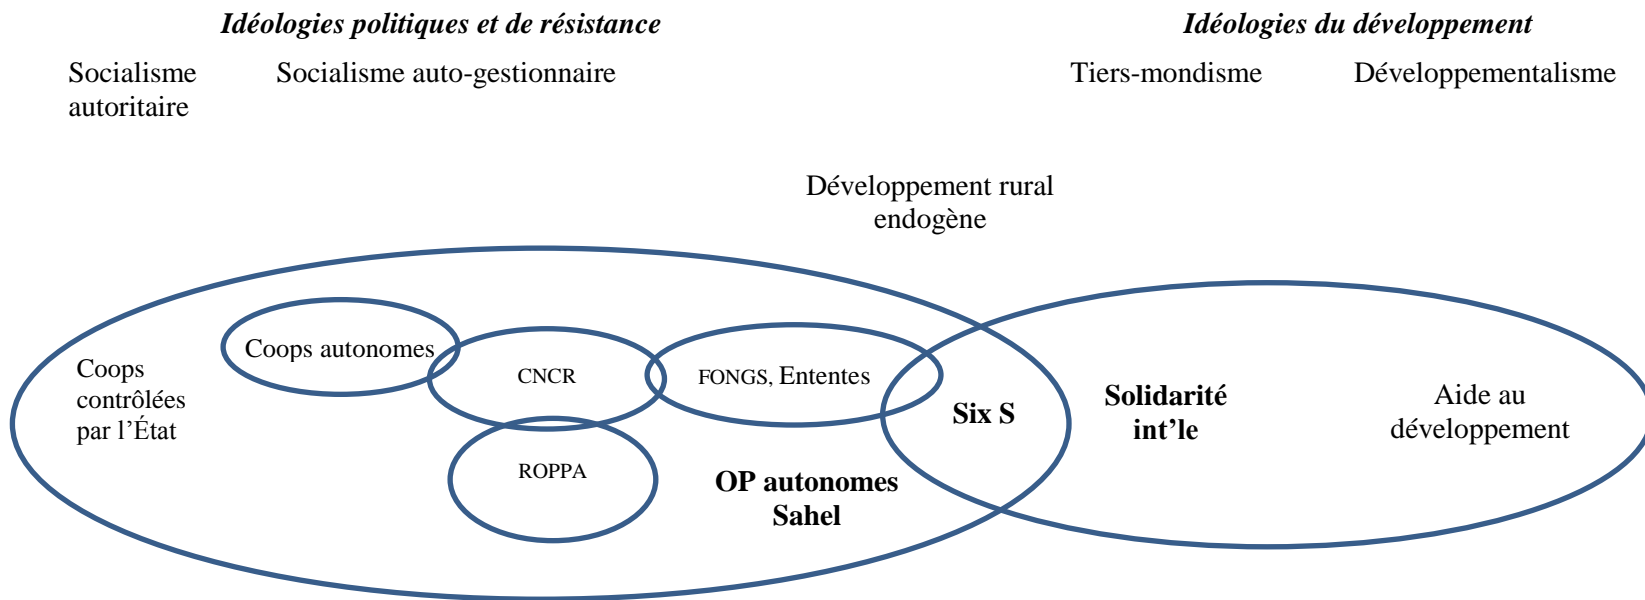 Idéologies politiques et de résistance
Idéologies du développement
Socialisme
autoritaire
Socialisme auto-gestionnaire
Tiers-mondisme
Développementalisme
Développement rural
endogène
Coops autonomes
Coops
contrôlées
par l’État
CNCR
FONGS, Ententes
Six S
Solidarité
int’le
Aide au
développement
ROPPA
OP autonomes
Sahel